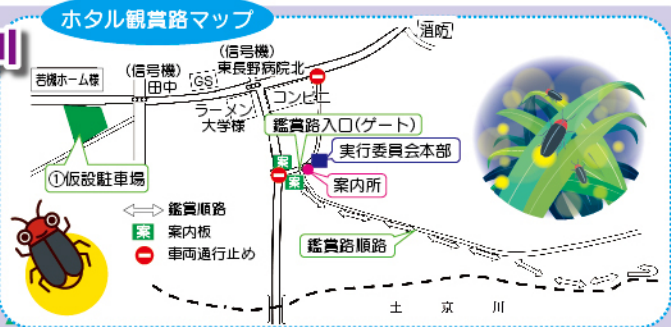 ホタル観賞路マップ
川
消防
(信号機)
東長野病院北
(信号機)
田中
若槻ホーム様
GS
コンビニ
ラーメン
大学様
鑑賞路入口(ゲート)
実行委員会本部
案
案
案内所
①仮設駐車場
鑑賞順路
案 案内板
車両通行止め
鑑賞路順路
土京川